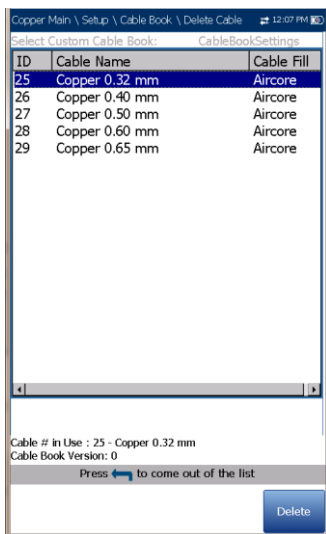 Copper Main \ Setup \ Cable Book \ Delete Cable 12:07 PM
Select Custom Cable Book: CableBookSettings
ID Cable Name Cable Fill
25 Copper 0.32 mm Aircore
26 Copper 0.40 mm Aircore
27 Copper 0.50 mm Aircore
28 Copper 0.60 mm Aircore
29 Copper 0.65 mm Aircore
Cable # in Use : 25 - Copper 0.32 mm
Cable Book Version: 0
Press to come out of the list
Delete